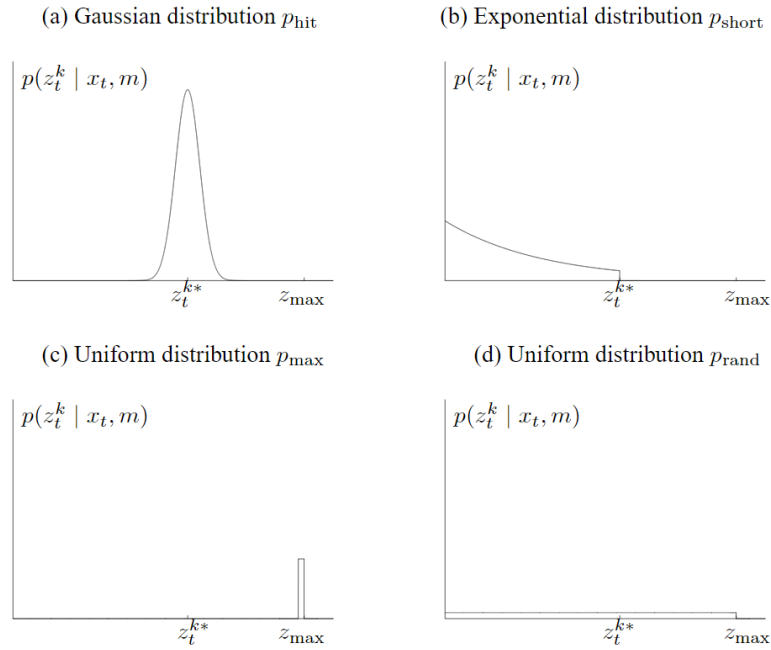 (a) Gaussian distribution p_hit
(b) Exponential distribution p_short
p(z_t^k | x_t, m)
p(z_t^k | x_t, m)
z_t^{k*} z_max
z_t^{k*} z_max
(c) Uniform distribution p_max
(d) Uniform distribution p_rand
p(z_t^k | x_t, m)
p(z_t^k | x_t, m)
z_t^{k*} z_max
z_t^{k*} z_max